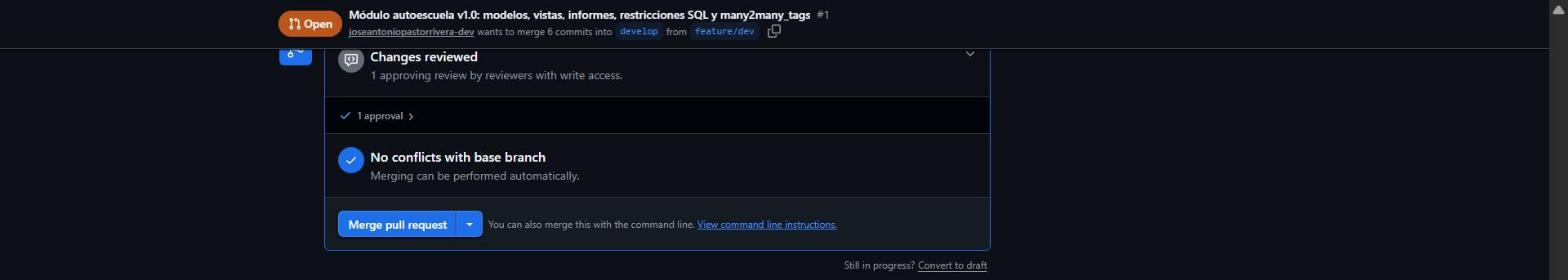 Open
Módulo autoescuela v1.0: modelos, vistas, informes, restricciones SQL y many2many_tags #1
joseantoniopastorrivera-dev wants to merge 6 commits into develop from feature/dev
Changes reviewed
1 approving review by reviewers with write access.
1 approval
No conflicts with base branch
Merging can be performed automatically.
Merge pull request
You can also merge this with the command line. View command line instructions.
Still in progress? Convert to draft